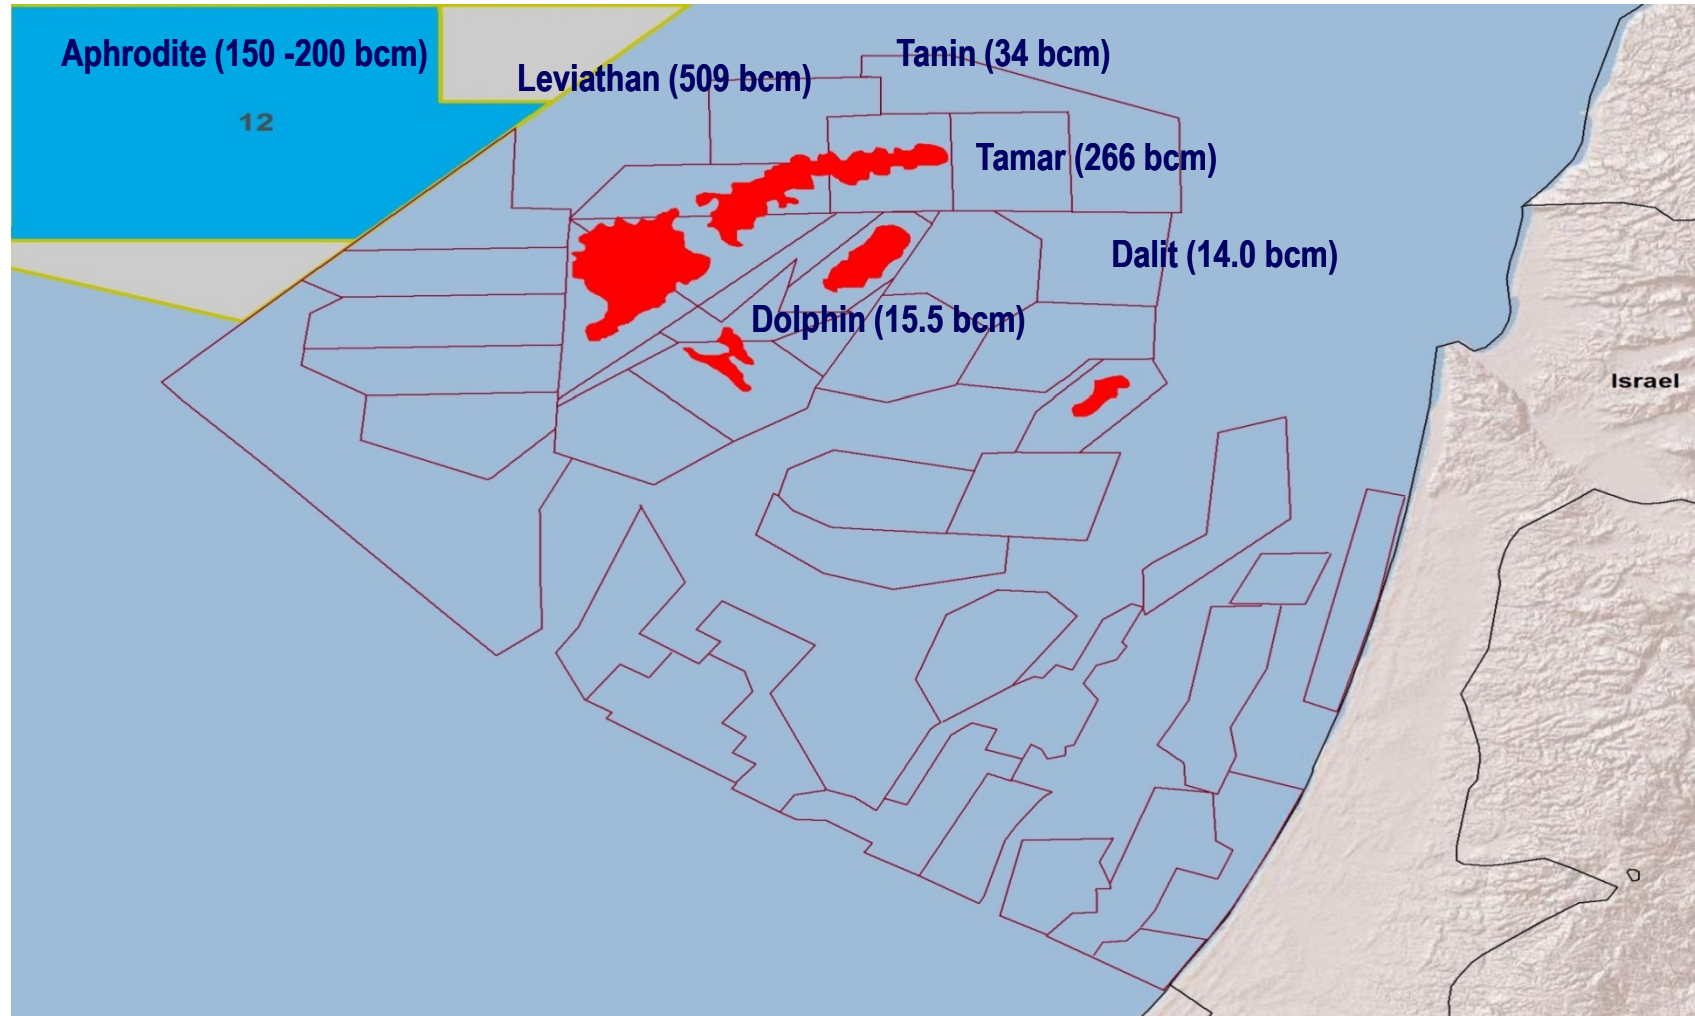 Aphrodite (150 -200 bcm)
Tanin (34 bcm)
Leviathan (509 bcm)
12
Tamar (266 bcm)
Dalit (14.0 bcm)
Dolphin (15.5 bcm)
Israel